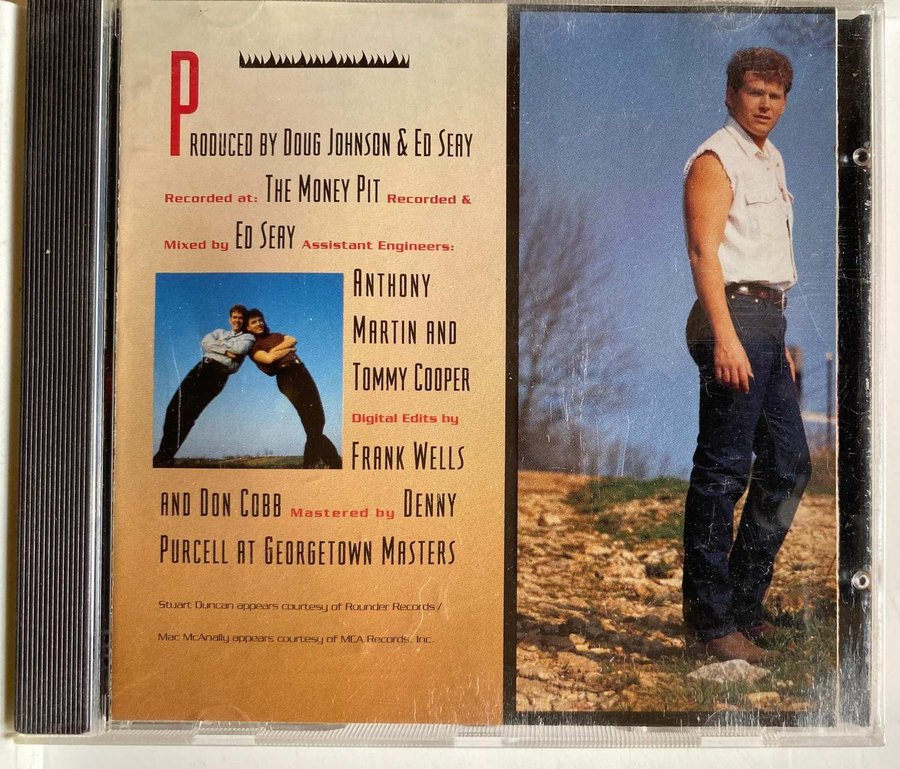 PRODUCED BY DOUG JOHNSON & ED SEAY
Recorded at: THE MONEY PIT Recorded &
Mixed by ED SEAY Assistant Engineers:
ANTHONY
MARTIN AND
TOMMY COOPER
Digital Edits by
FRANK WELLS
AND DON COBB Mastered by DENNY
PURCELL AT GEORGETOWN MASTERS
Stuart Duncan appears courtesy of Rounder Records /
Mac McAnally appears courtesy of MCA Records, Inc.